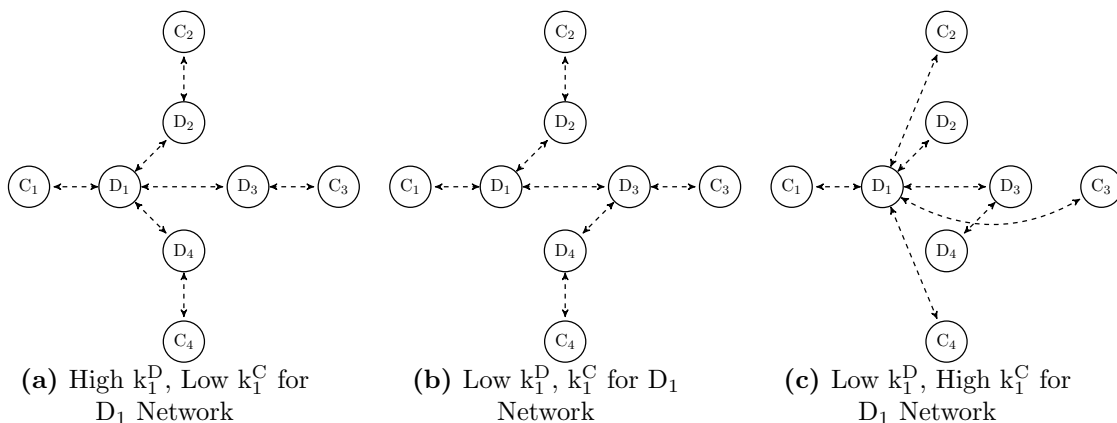 C₂
C₂
C₂
D₂
D₂
D₂
C₁
D₁
D₃
C₃
C₁
D₁
D₃
C₃
C₁
D₁
D₃
C₃
D₄
D₄
D₄
C₄
C₄
C₄
(a) High k₁ᴰ, Low k₁ᶜ for
D₁ Network
(b) Low k₁ᴰ, k₁ᶜ for D₁
Network
(c) Low k₁ᴰ, High k₁ᶜ for
D₁ Network